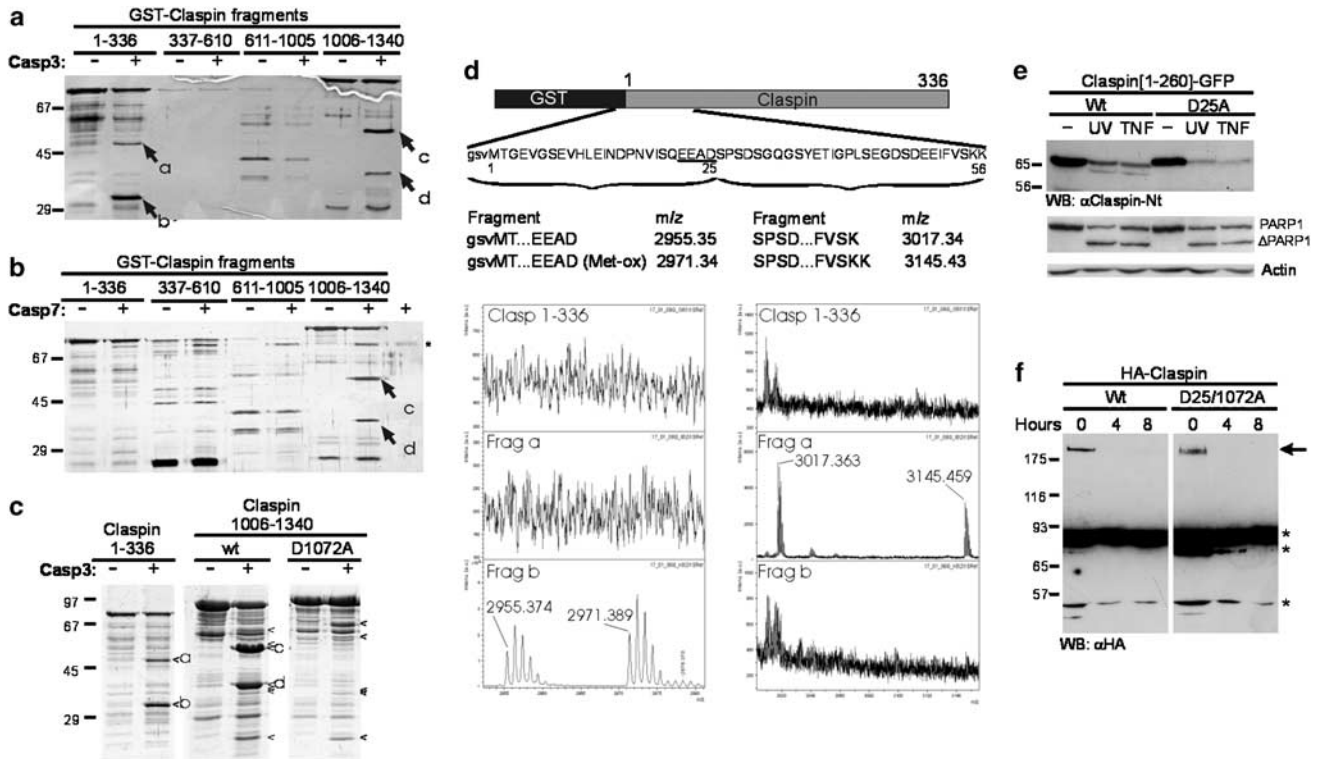 a
GST-Claspin fragments
1-336 337-610 611-1005 1006-1340
Casp3: - + - + - + - +
67
45
29
a
b
c
d
b
GST-Claspin fragments
1-336 337-610 611-1005 1006-1340
Casp7: - + - + - + - + +
67
45
29
*
c
d
c
Claspin
1-336
Claspin
1006-1340
wt D1072A
Casp3: - + - + - +
97
67
45
29
<a
<b
<c
<d
d
1 336
GST Claspin
gsvMTGEVGSEVHLEINDPNVISQEEADSPSDSGQGSYETIGPLSEGDSDEEIFVSKK
1 25 56
Fragment m/z Fragment m/z
gsvMT...EEAD 2955.35 SPSD...FVSK 3017.34
gsvMT...EEAD (Met-ox) 2971.34 SPSD...FVSKK 3145.43
Clasp 1-336
Clasp 1-336
Frag a
Frag a
3017.363
3145.459
Frag b
2955.374
2971.389
Frag b
e
Claspin[1-260]-GFP
Wt D25A
- UV TNF - UV TNF
65
56
WB: αClaspin-Nt
PARP1
ΔPARP1
Actin
f
HA-Claspin
Wt D25/1072A
Hours 0 4 8 0 4 8
175
116
93
65
57
*
*
*
WB: αHA